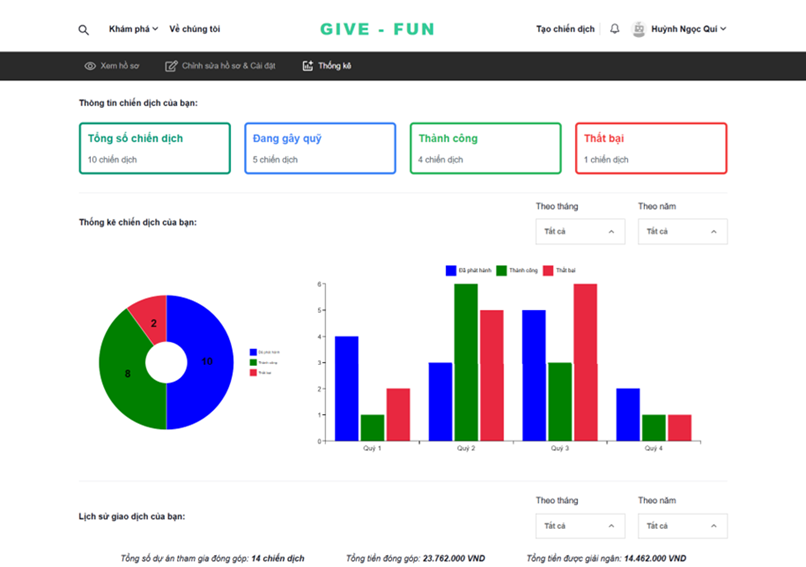 Khám phá
Về chúng tôi
GIVE - FUN
Tạo chiến dịch
Huỳnh Ngọc Quí
Xem hồ sơ
Chỉnh sửa hồ sơ & Cài đặt
Thống kê
Thông tin chiến dịch của bạn:
Tổng số chiến dịch
10 chiến dịch
Đang gây quỹ
5 chiến dịch
Thành công
4 chiến dịch
Thất bại
1 chiến dịch
Thống kê chiến dịch của bạn:
Theo tháng
Tất cả
Theo năm
Tất cả
2
8
10
Đã phát hành
Thành công
Thất bại
Đã phát hành
Thành công
Thất bại
6
5
4
3
2
1
0
Quý 1
Quý 2
Quý 3
Quý 4
Lịch sử giao dịch của bạn:
Theo tháng
Tất cả
Theo năm
Tất cả
Tổng số dự án tham gia đóng góp: 14 chiến dịch
Tổng tiền đóng góp: 23.762.000 VND
Tổng tiền được giải ngân: 14.462.000 VND